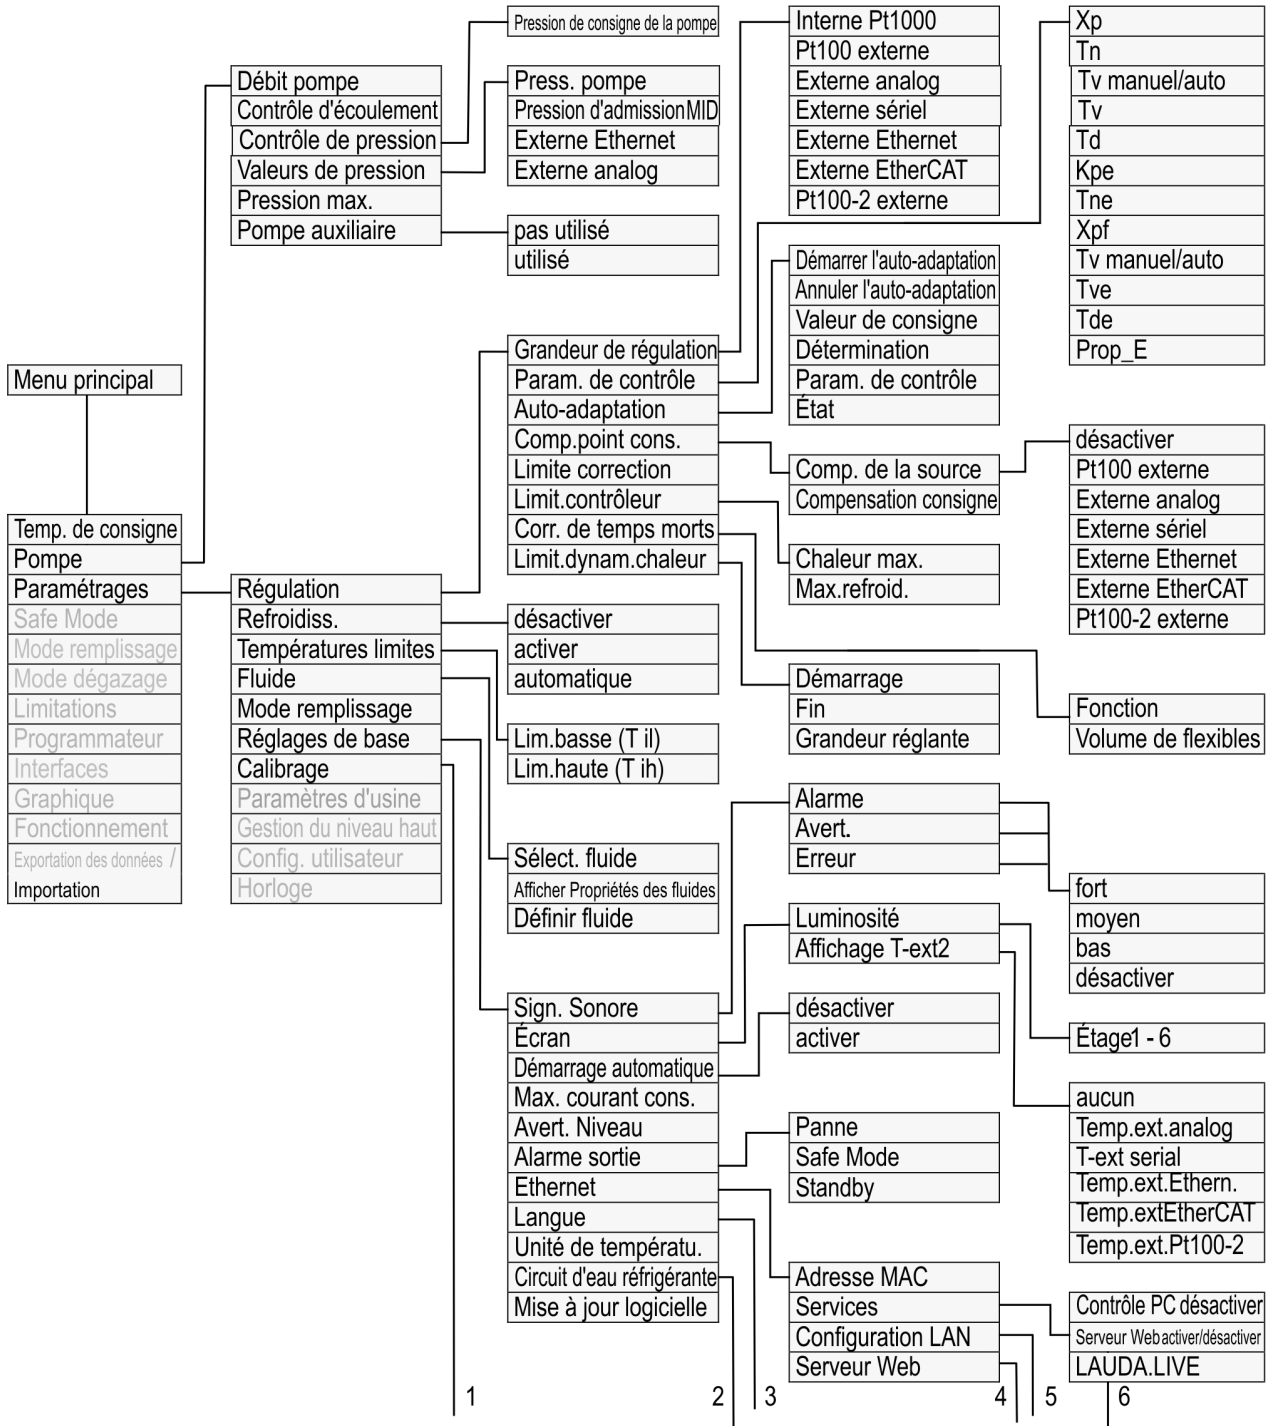 Menu principal
Temp. de consigne
Pompe
Paramétrages
Safe Mode
Mode remplissage
Mode dégazage
Limitations
Programmateur
Interfaces
Graphique
Fonctionnement
Exportation des données /
Importation
Débit pompe
Contrôle d'écoulement
Contrôle de pression
Valeurs de pression
Pression max.
Pompe auxiliaire
Régulation
Refroidiss.
Températures limites
Fluide
Mode remplissage
Réglages de base
Calibrage
Paramètres d'usine
Gestion du niveau haut
Config. utilisateur
Horloge
1
Pression de consigne de la pompe
Press. pompe
Pression d'admission MID
Externe Ethernet
Externe analog
pas utilisé
utilisé
Grandeur de régulation
Param. de contrôle
Auto-adaptation
Comp.point cons.
Limite correction
Limit.contrôleur
Corr. de temps morts
Limit.dynam.chaleur
désactiver
activer
automatique
Lim.basse (T il)
Lim.haute (T ih)
Sélect. fluide
Afficher Propriétés des fluides
Définir fluide
Sign. Sonore
Écran
Démarrage automatique
Max. courant cons.
Avert. Niveau
Alarme sortie
Ethernet
Langue
Unité de températu.
Circuit d'eau réfrigérante
Mise à jour logicielle
2
3
Interne Pt1000
Pt100 externe
Externe analog
Externe sériel
Externe Ethernet
Externe EtherCAT
Pt100-2 externe
Démarrer l'auto-adaptation
Annuler l'auto-adaptation
Valeur de consigne
Détermination
Param. de contrôle
État
Comp. de la source
Compensation consigne
Chaleur max.
Max.refroid.
Démarrage
Fin
Grandeur réglante
Alarme
Avert.
Erreur
Luminosité
Affichage T-ext2
désactiver
activer
Panne
Safe Mode
Standby
Adresse MAC
Services
Configuration LAN
Serveur Web
4
5
Xp
Tn
Tv manuel/auto
Tv
Td
Kpe
Tne
Xpf
Tv manuel/auto
Tve
Tde
Prop_E
désactiver
Pt100 externe
Externe analog
Externe sériel
Externe Ethernet
Externe EtherCAT
Pt100-2 externe
Fonction
Volume de flexibles
fort
moyen
bas
désactiver
Étage1 - 6
aucun
Temp.ext.analog
T-ext serial
Temp.ext.Ethern.
Temp.extEtherCAT
Temp.ext.Pt100-2
Contrôle PC désactiver
Serveur Web activer/désactiver
LAUDA.LIVE
6